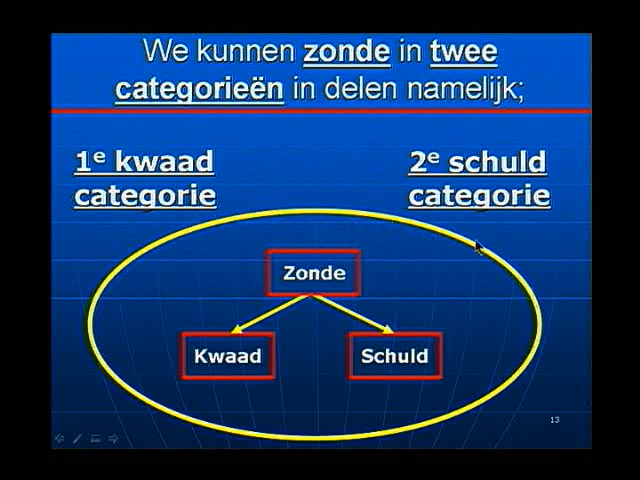 We kunnen zonde in twee
categorieën in delen namelijk;
1e kwaad
categorie
2e schuld
categorie
Zonde
Kwaad
Schuld
13